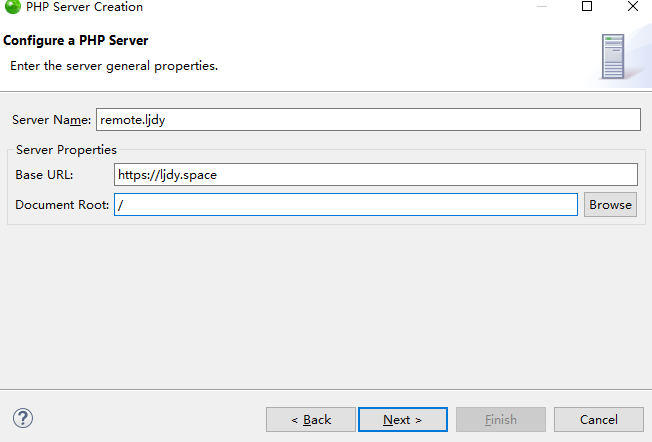 PHP Server Creation
Configure a PHP Server
Enter the server general properties.
Server Name: remote.ljdy
Server Properties
Base URL: https://ljdy.space
Document Root: / Browse
? < Back Next > Finish Cancel